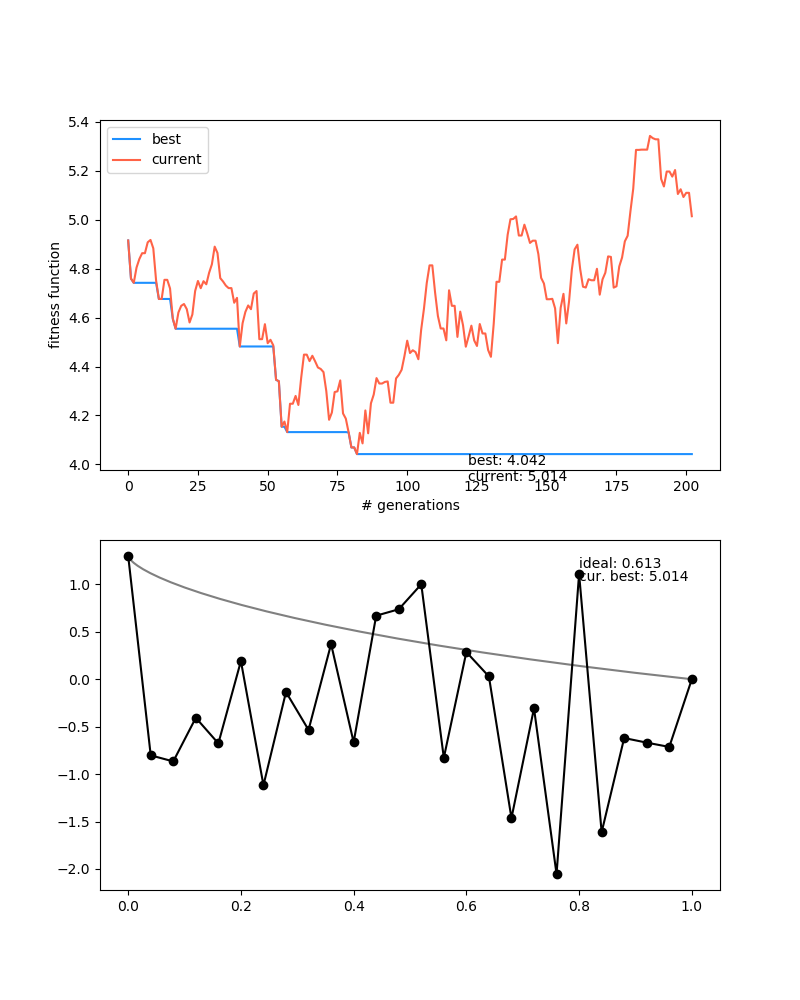 5.4
best
current
5.2
5.0
4.8
4.6
4.4
4.2
4.0
fitness function
best: 4.042
current: 5.014
0 25 50 75 100 125 150 175 200
# generations
ideal: 0.613
cur. best: 5.014
1.0
0.5
0.0
−0.5
−1.0
−1.5
−2.0
0.0 0.2 0.4 0.6 0.8 1.0